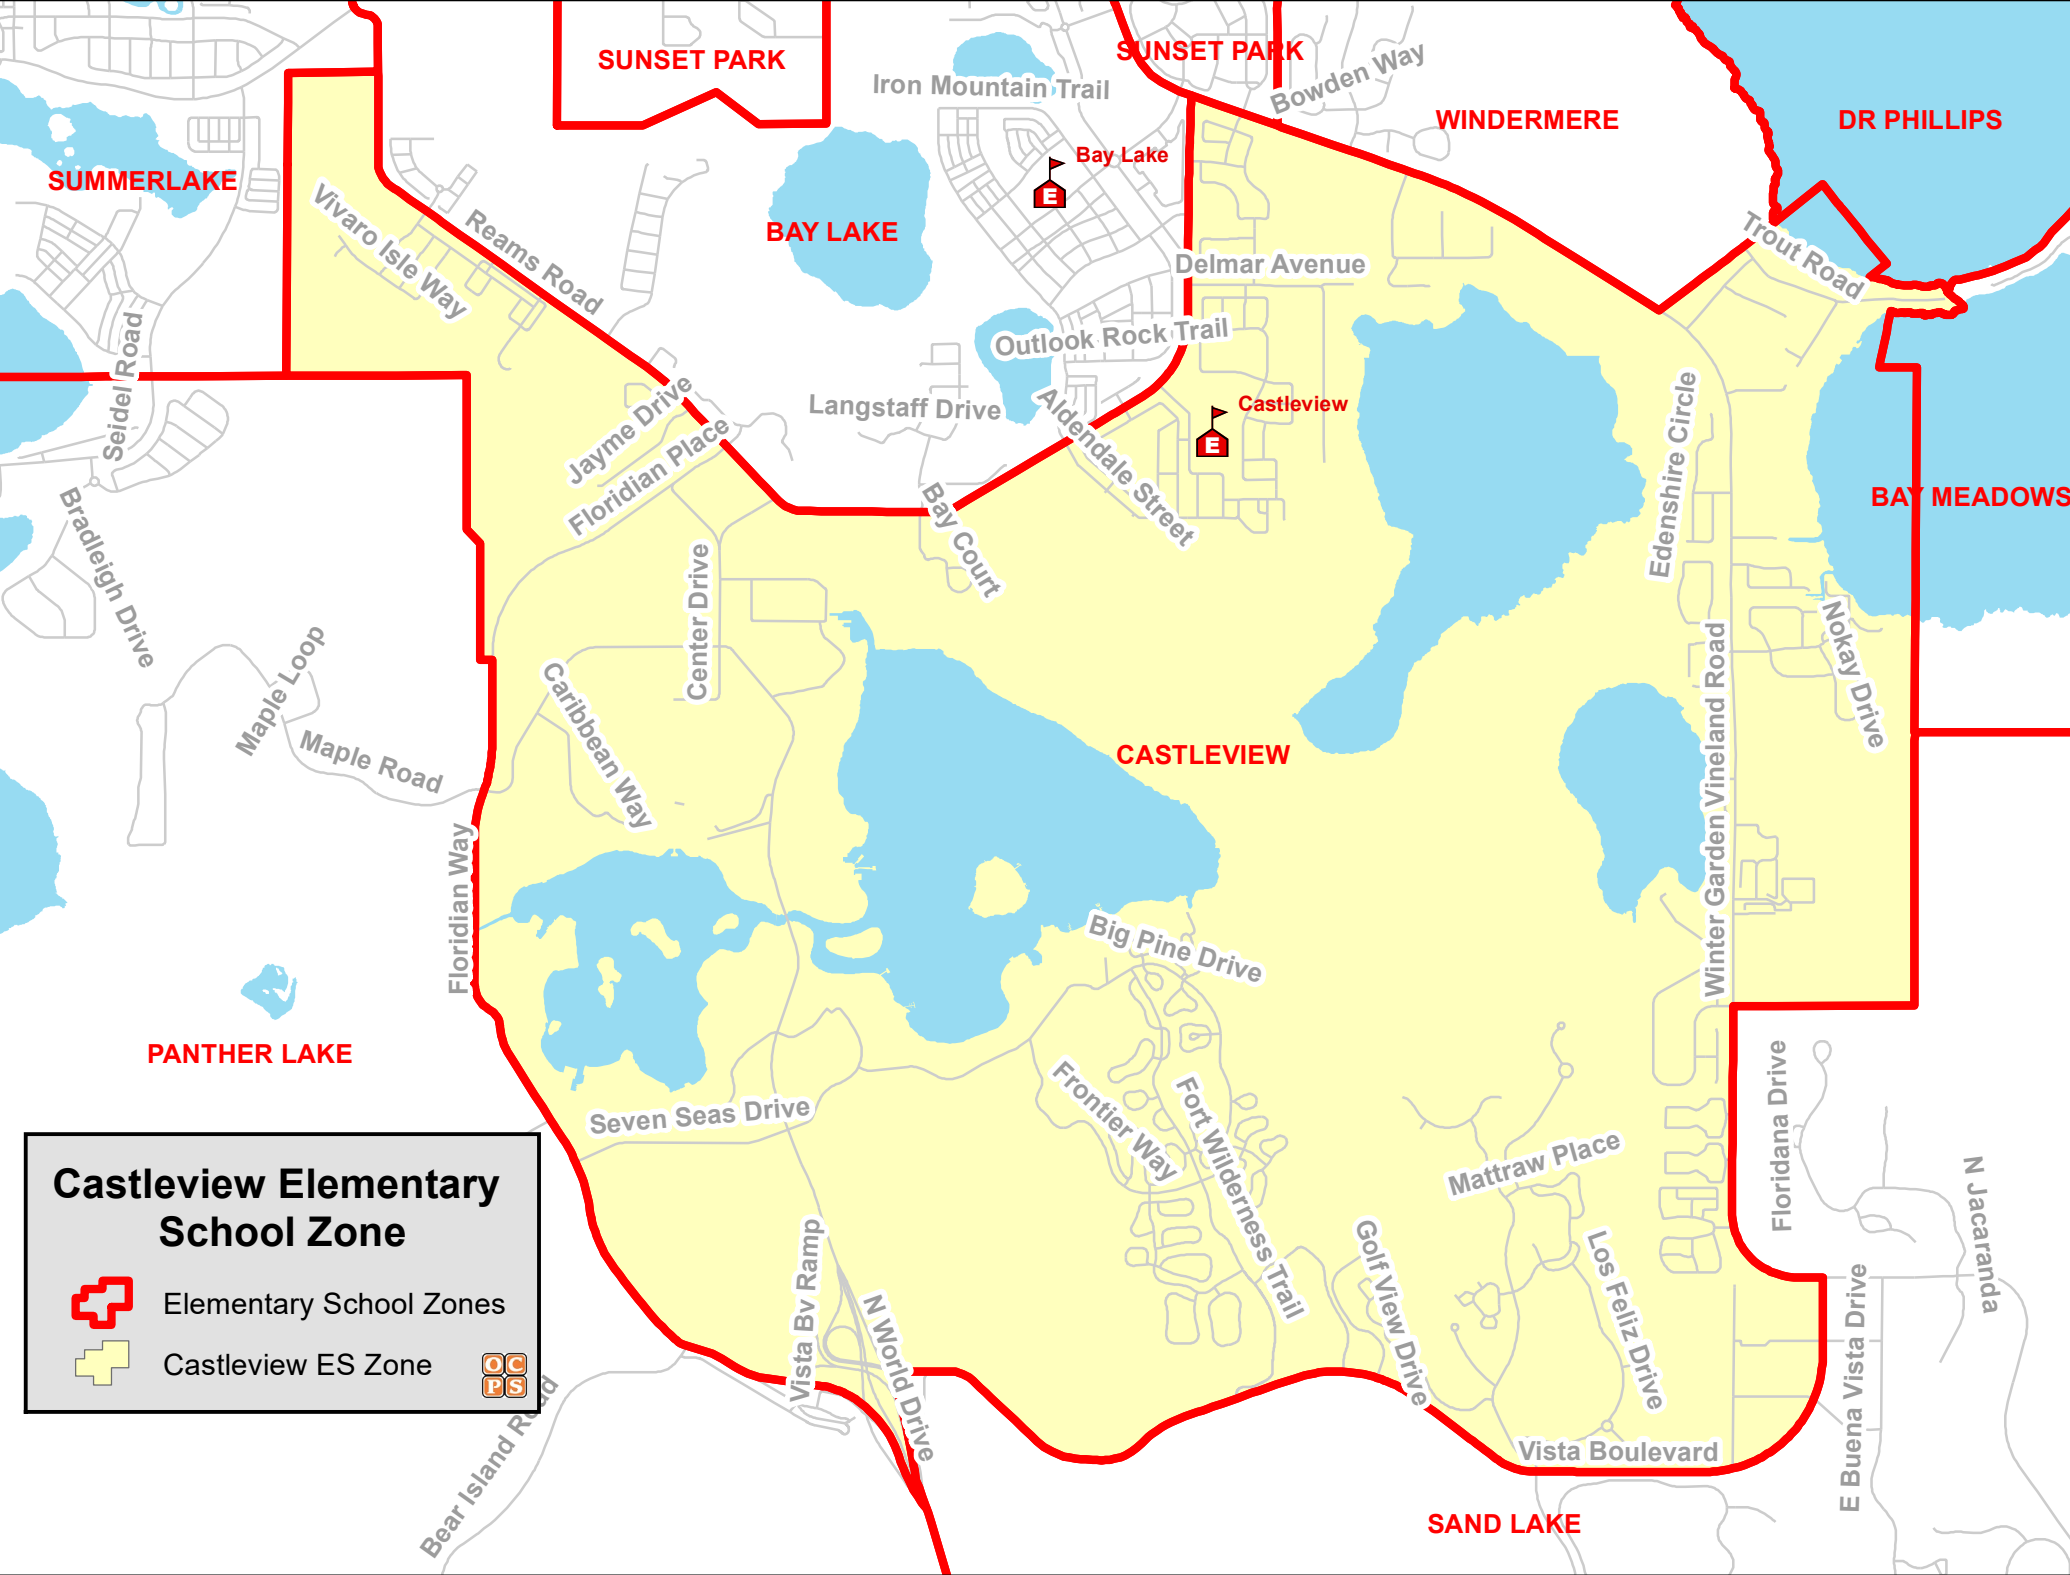 SUNSET PARK
SUNSET PARK
Iron Mountain Trail
Bowden Way
WINDERMERE
DR PHILLIPS
Bay Lake
E
SUMMERLAKE
Vivaro Isle Way
Reams Road
BAY LAKE
Trout Road
Delmar Avenue
Outlook Rock Trail
Seidel Road
Jayme Drive
Langstaff Drive
Aldendale Street
Castleview
E
Edenshire Circle
Floridian Place
BAY MEADOWS
Bradleigh Drive
Bay Court
Center Drive
Nokay Drive
Maple Loop
Maple Road
Caribbean Way
CASTLEVIEW
Winter Garden Vineland Road
Floridian Way
Big Pine Drive
PANTHER LAKE
Seven Seas Drive
Frontier Way
Fort Wilderness Trail
Mattraw Place
Floridana Drive
N Jacaranda
Castleview Elementary
School Zone
Elementary School Zones
Castleview ES Zone
OC
PS
Vista Bv Ramp
N World Drive
Golf View Drive
Los Feliz Drive
E Buena Vista Drive
Bear Island Road
Vista Boulevard
SAND LAKE